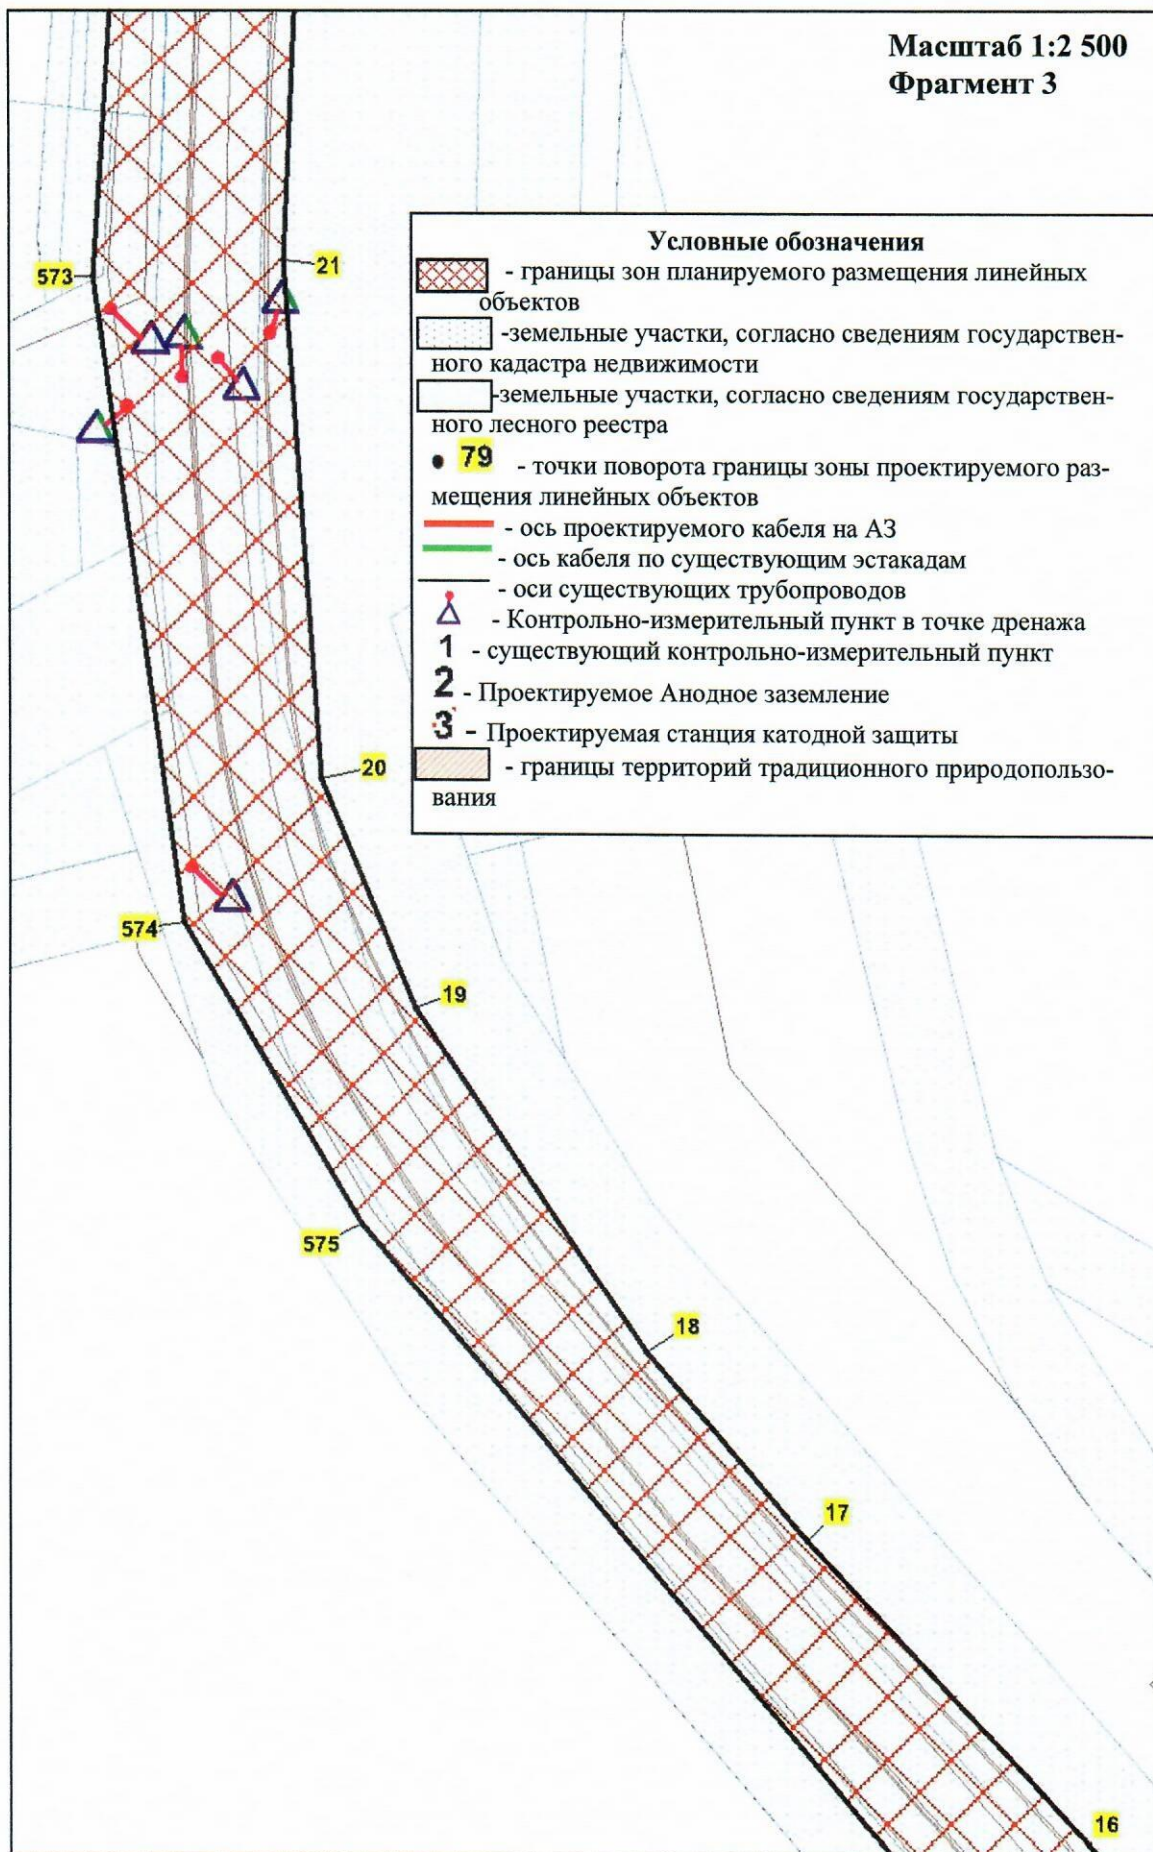 Масштаб 1:2 500
Фрагмент 3
Условные обозначения
- границы зон планируемого размещения линейных
объектов
-земельные участки, согласно сведениям государствен-
ного кадастра недвижимости
-земельные участки, согласно сведениям государствен-
ного лесного реестра
79 - точки поворота границы зоны проектируемого раз-
мещения линейных объектов
- ось проектируемого кабеля на АЗ
- ось кабеля по существующим эстакадам
- оси существующих трубопроводов
- Контрольно-измерительный пункт в точке дренажа
1 - существующий контрольно-измерительный пункт
2 - Проектируемое Анодное заземление
3 - Проектируемая станция катодной защиты
- границы территорий традиционного природопользо-
вания
573
21
20
574
19
575
18
17
16